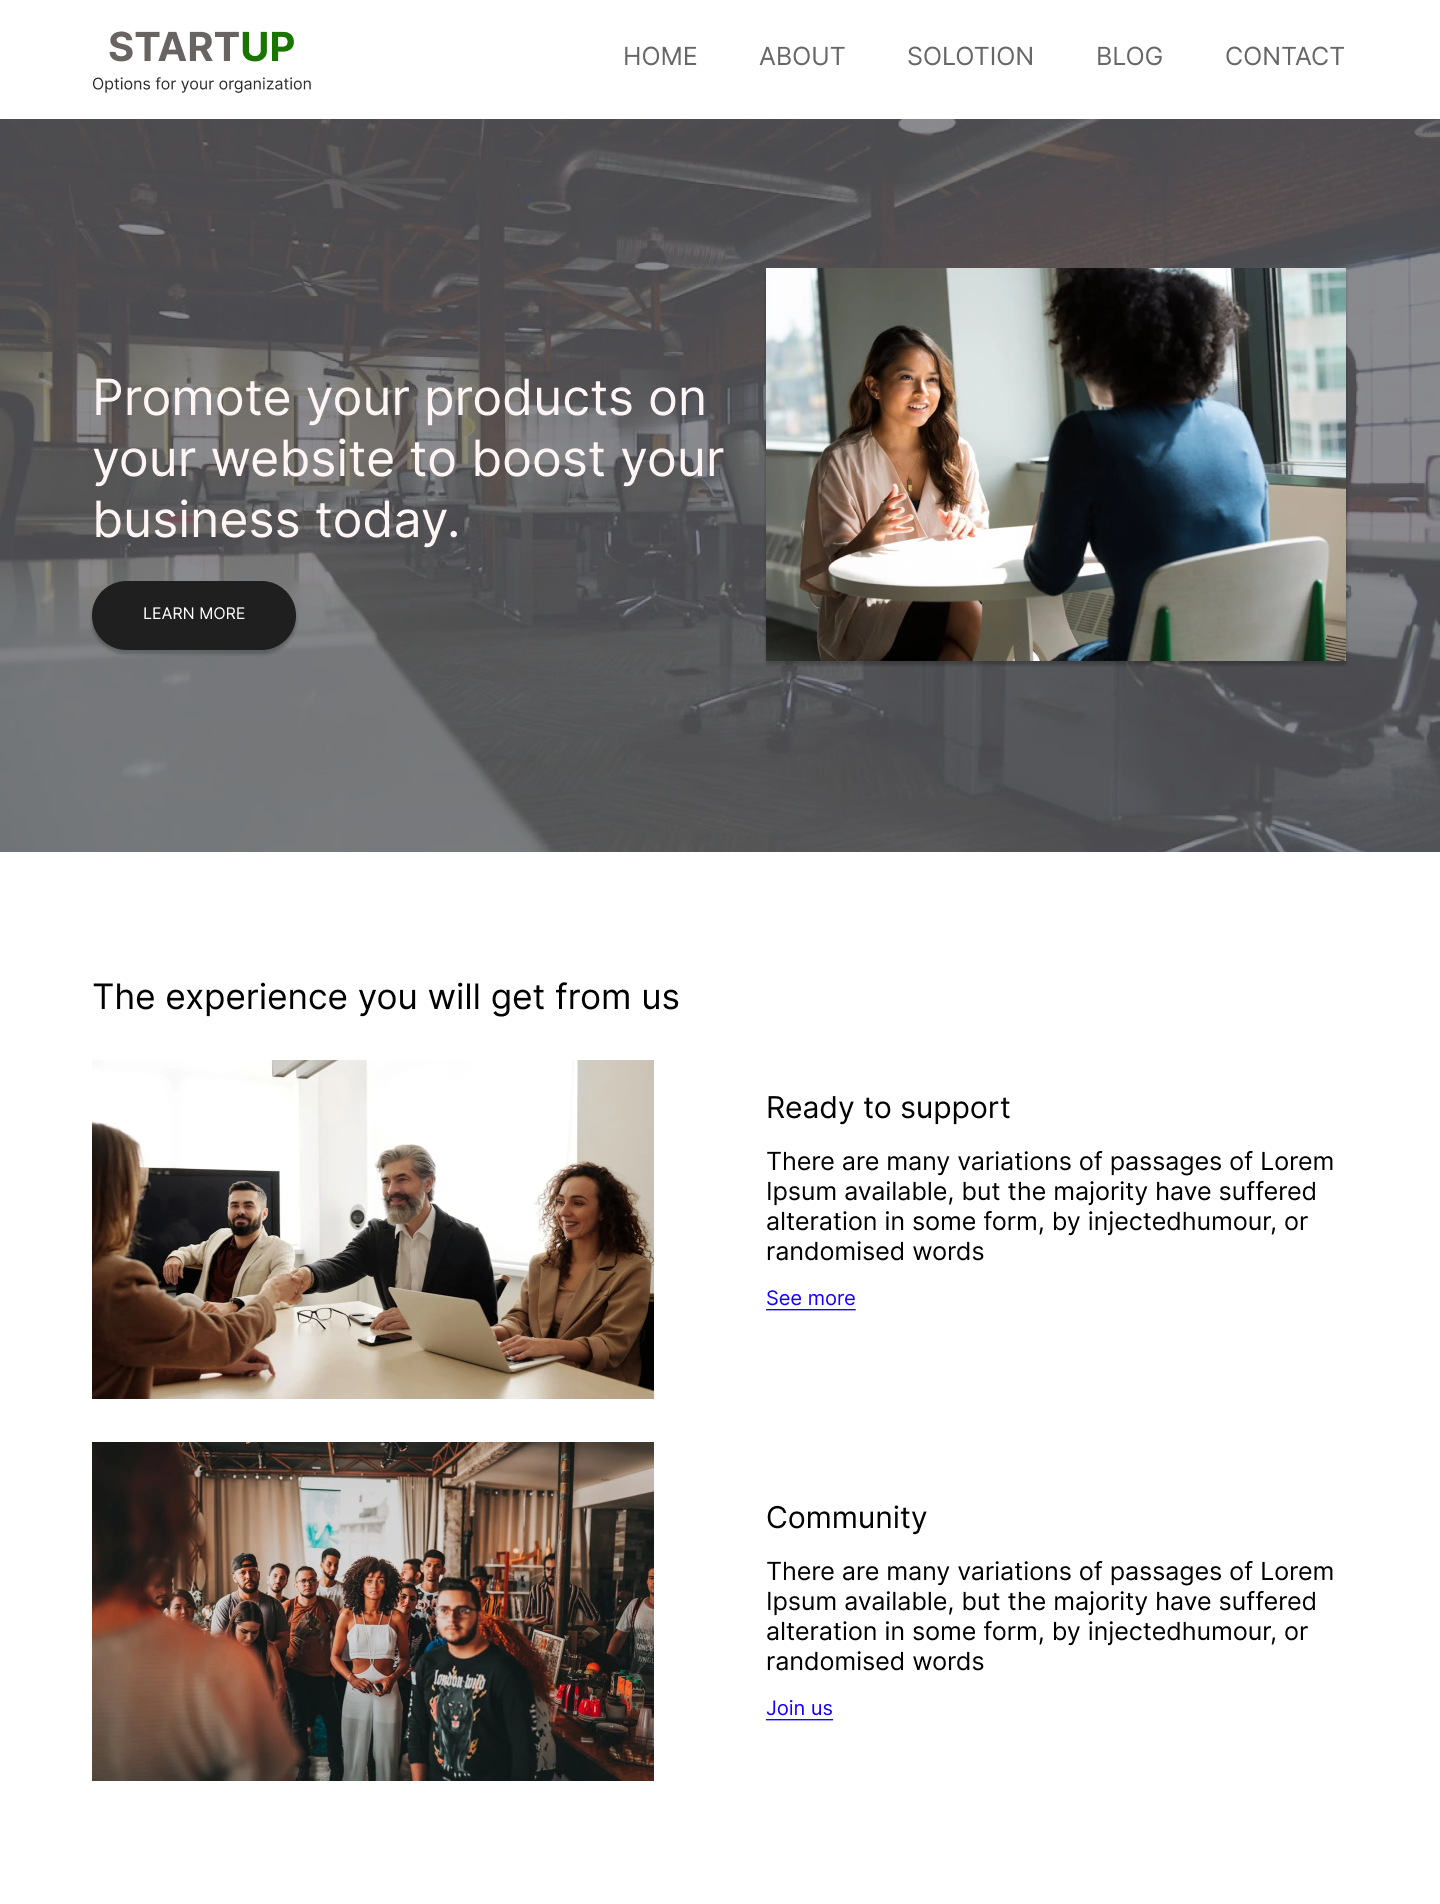 STARTUP
Options for your organization
HOME ABOUT SOLOTION BLOG CONTACT
Promote your products on
your website to boost your
business today.
LEARN MORE
The experience you will get from us
Ready to support
There are many variations of passages of Lorem
Ipsum available, but the majority have suffered
alteration in some form, by injectedhumour, or
randomised words
See more
Community
There are many variations of passages of Lorem
Ipsum available, but the majority have suffered
alteration in some form, by injectedhumour, or
randomised words
Join us
london wild